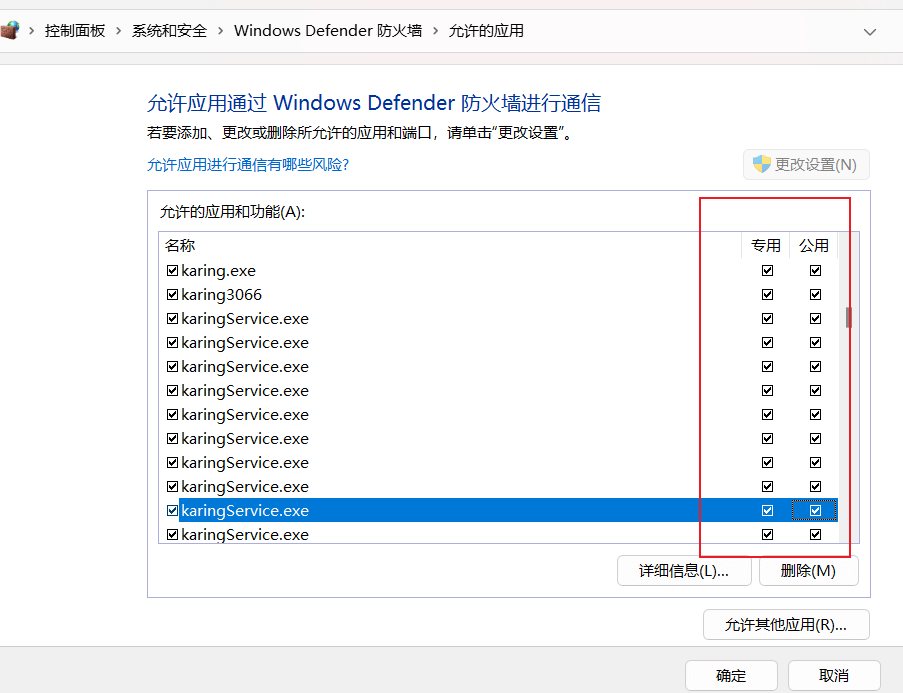 控制面板 › 系统和安全 › Windows Defender 防火墙 › 允许的应用
允许应用通过 Windows Defender 防火墙进行通信
若要添加、更改或删除所允许的应用和端口，请单击“更改设置”。
允许应用进行通信有哪些风险?
更改设置(N)
允许的应用和功能(A):
名称 专用 公用
karing.exe
karing3066
karingService.exe
karingService.exe
karingService.exe
karingService.exe
karingService.exe
karingService.exe
karingService.exe
karingService.exe
karingService.exe
karingService.exe
详细信息(L)... 删除(M)
允许其他应用(R)...
确定 取消